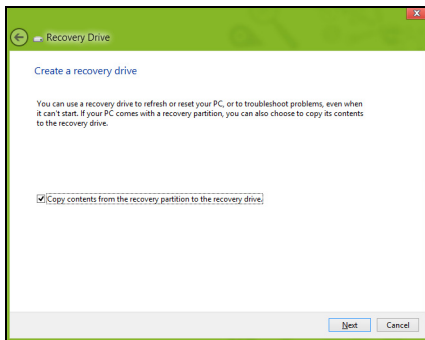 Recovery Drive
Create a recovery drive
You can use a recovery drive to refresh or reset your PC, or to troubleshoot problems, even when
it can't start. If your PC comes with a recovery partition, you can also choose to copy its contents
to the recovery drive.
Copy contents from the recovery partition to the recovery drive.
Next Cancel